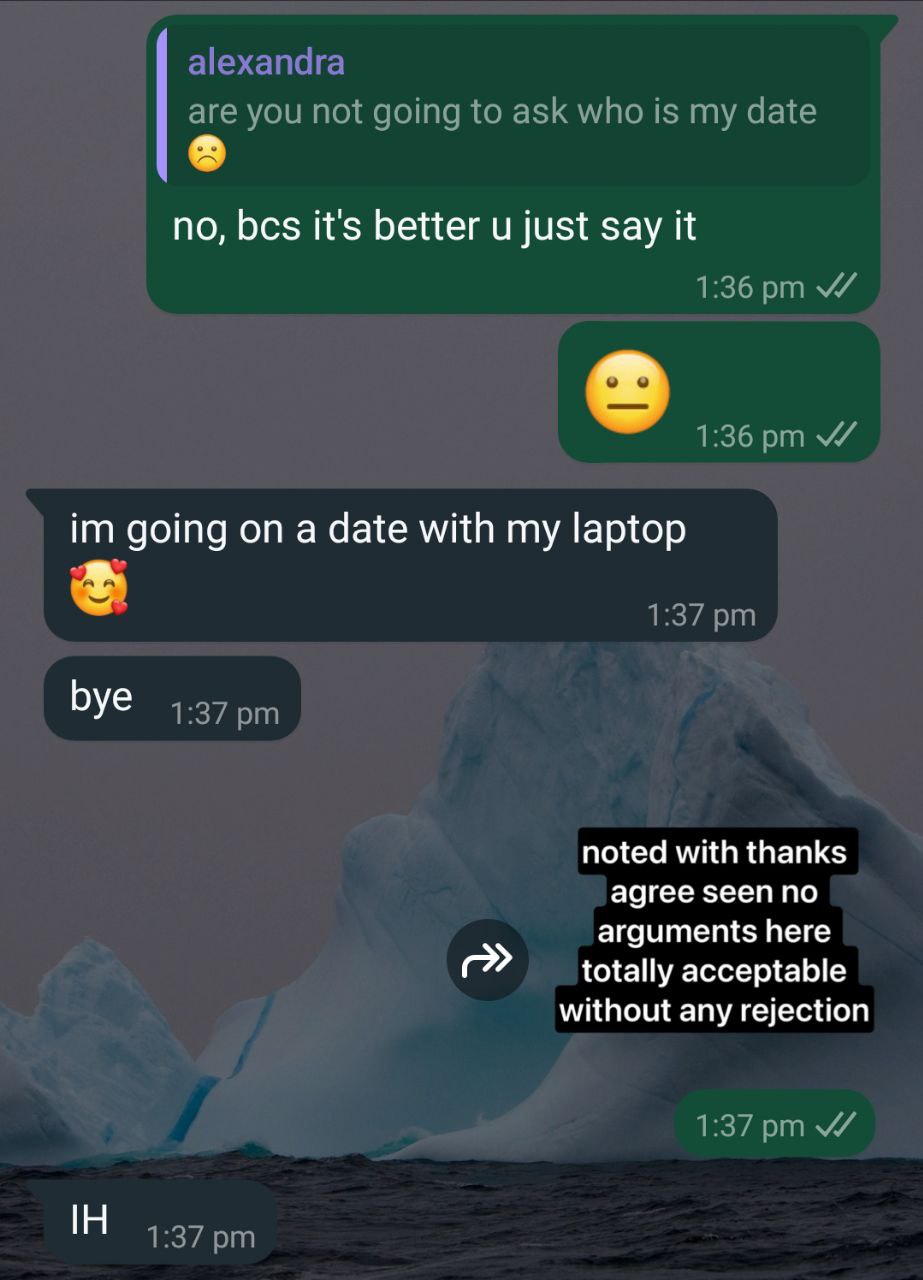 alexandra
are you not going to ask who is my date
☹️
no, bcs it's better u just say it
1:36 pm
😐
1:36 pm
im going on a date with my laptop
🥰
1:37 pm
bye
1:37 pm
noted with thanks
agree seen no
arguments here
totally acceptable
without any rejection
1:37 pm
IH
1:37 pm